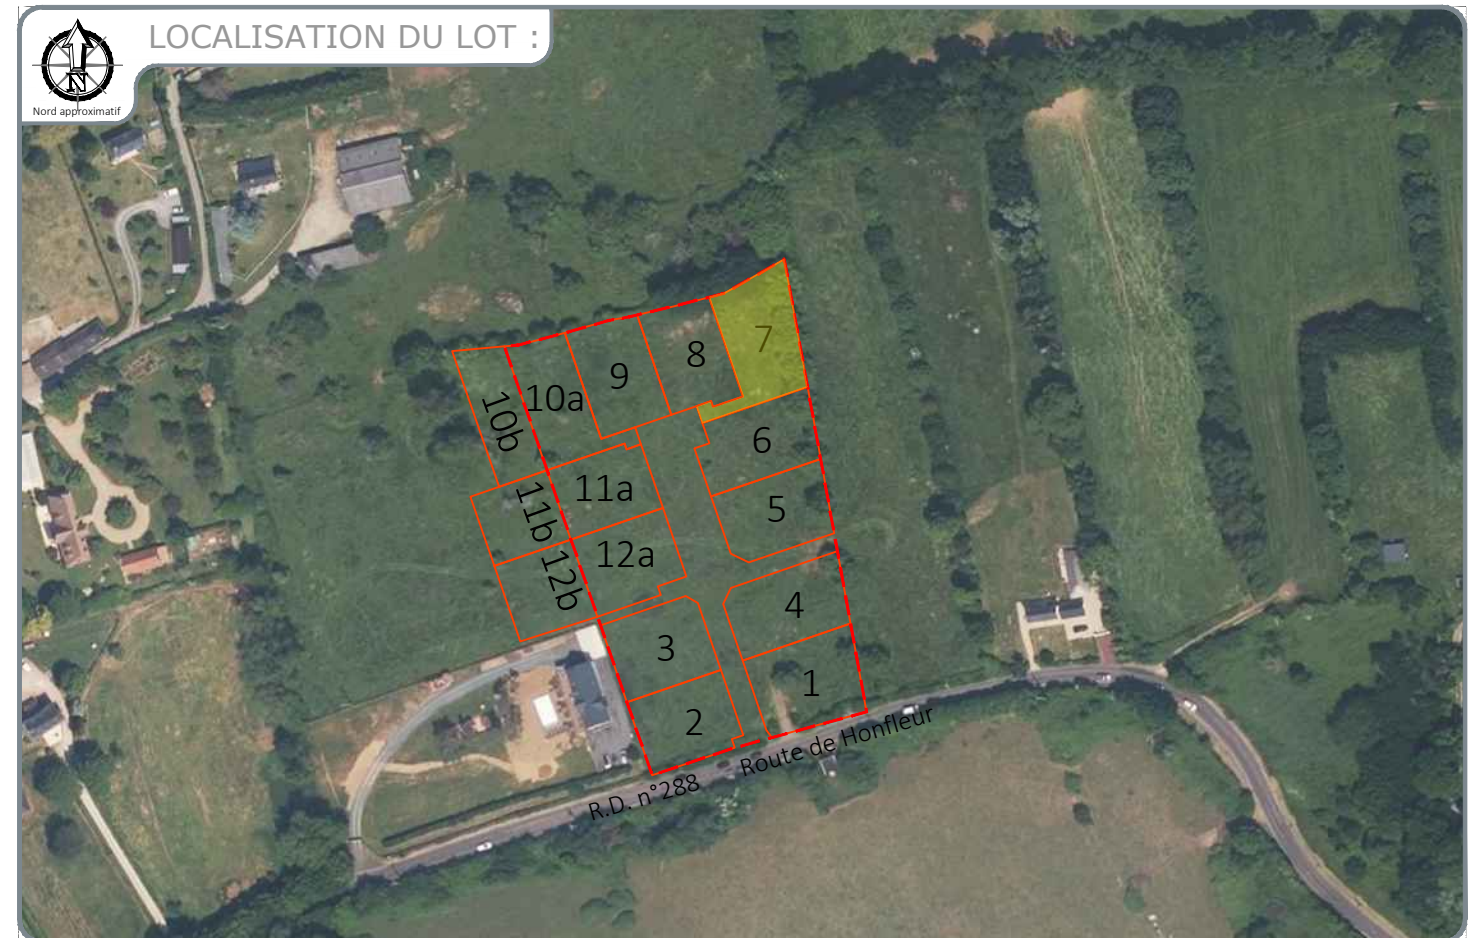 LOCALISATION DU LOT :
N
Nord approximatif
7
8
9
10a
10b
6
11a
11b
5
12a
12b
4
3
1
2
Route de Honfleur
R.D. n°288